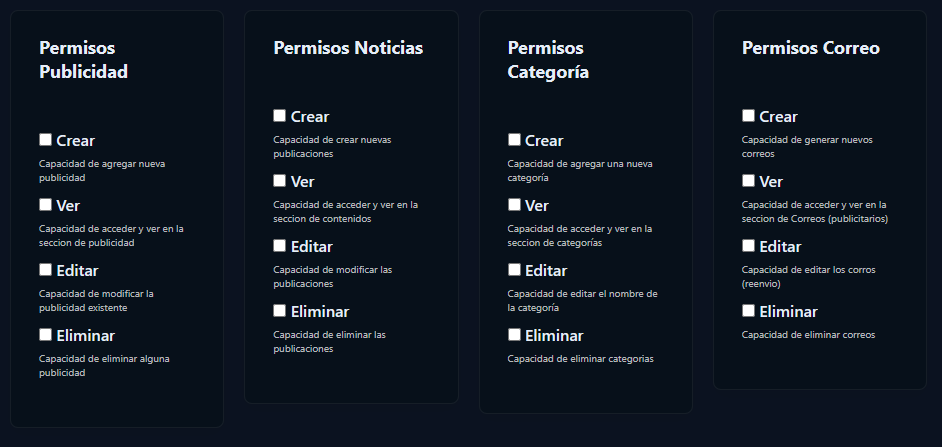 Permisos
Publicidad
Crear
Capacidad de agregar nueva
publicidad
Ver
Capacidad de acceder y ver en la
seccion de publicidad
Editar
Capacidad de modificar la
publicidad existente
Eliminar
Capacidad de eliminar alguna
publicidad
Permisos Noticias
Crear
Capacidad de crear nuevas
publicaciones
Ver
Capacidad de acceder y ver en la
seccion de contenidos
Editar
Capacidad de modificar las
publicaciones
Eliminar
Capacidad de eliminar las
publicaciones
Permisos
Categoría
Crear
Capacidad de agregar una nueva
categoría
Ver
Capacidad de acceder y ver en la
seccion de categorías
Editar
Capacidad de editar el nombre de
la categoría
Eliminar
Capacidad de eliminar categorias
Permisos Correo
Crear
Capacidad de generar nuevos
correos
Ver
Capacidad de acceder y ver en la
seccion de Correos (publicitarios)
Editar
Capacidad de editar los corros
(reenvio)
Eliminar
Capacidad de eliminar correos